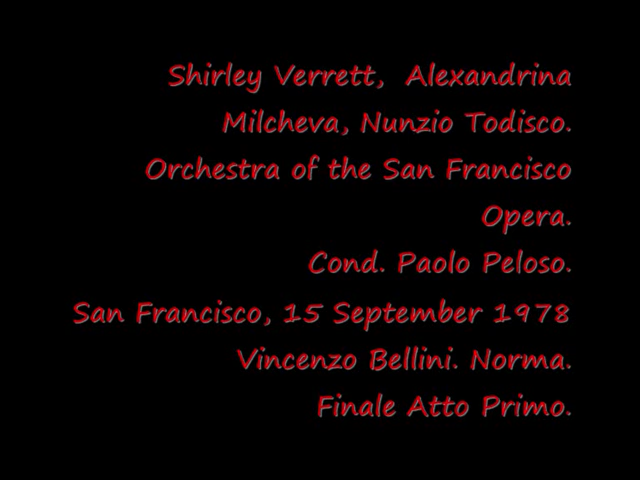 Shirley Verrett,  Alexandrina
Milcheva, Nunzio Todisco.
Orchestra of the San Francisco
Opera.
Cond. Paolo Peloso.
San Francisco, 15 September 1978
Vincenzo Bellini. Norma.
Finale Atto Primo.